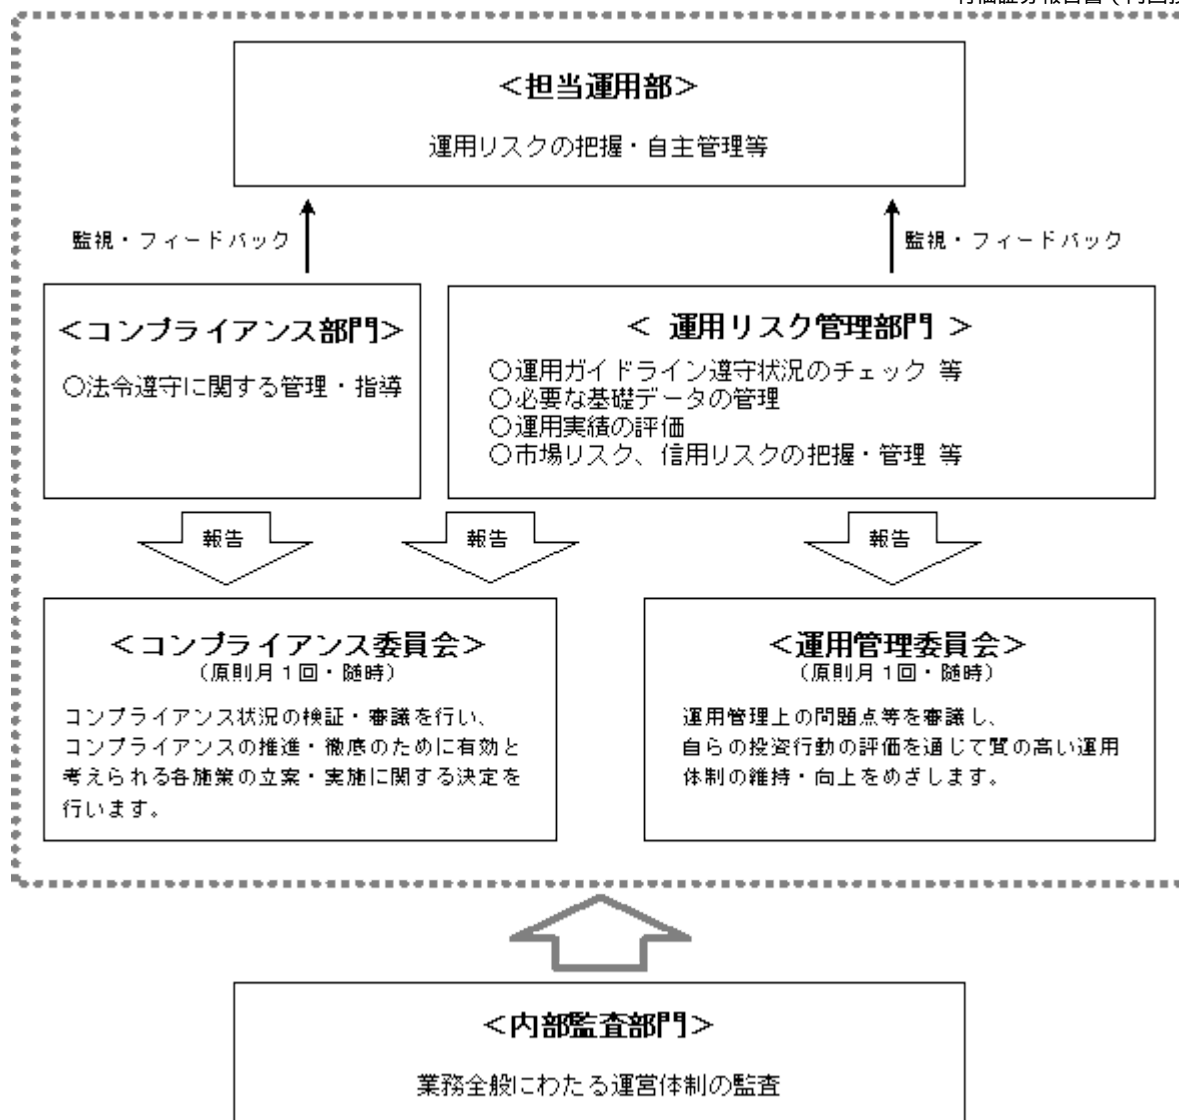 ＜担当運用部＞
運用リスクの把握・自主管理等
監視・フィードバック
監視・フィードバック
＜コンプライアンス部門＞
○法令遵守に関する管理・指導
＜ 運用リスク管理部門 ＞
○運用ガイドライン遵守状況のチェック 等
○必要な基礎データの管理
○運用実績の評価
○市場リスク、信用リスクの把握・管理 等
報告
報告
報告
＜コンプライアンス委員会＞
（原則月１回・随時）
コンプライアンス状況の検証・審議を行い、
コンプライアンスの推進・徹底のために有効と
考えられる各施策の立案・実施に関する決定を
行います。
＜運用管理委員会＞
（原則月１回・随時）
運用管理上の問題点等を審議し、
自らの投資行動の評価を通じて質の高い運用
体制の維持・向上をめざします。
＜内部監査部門＞
業務全般にわたる運営体制の監査